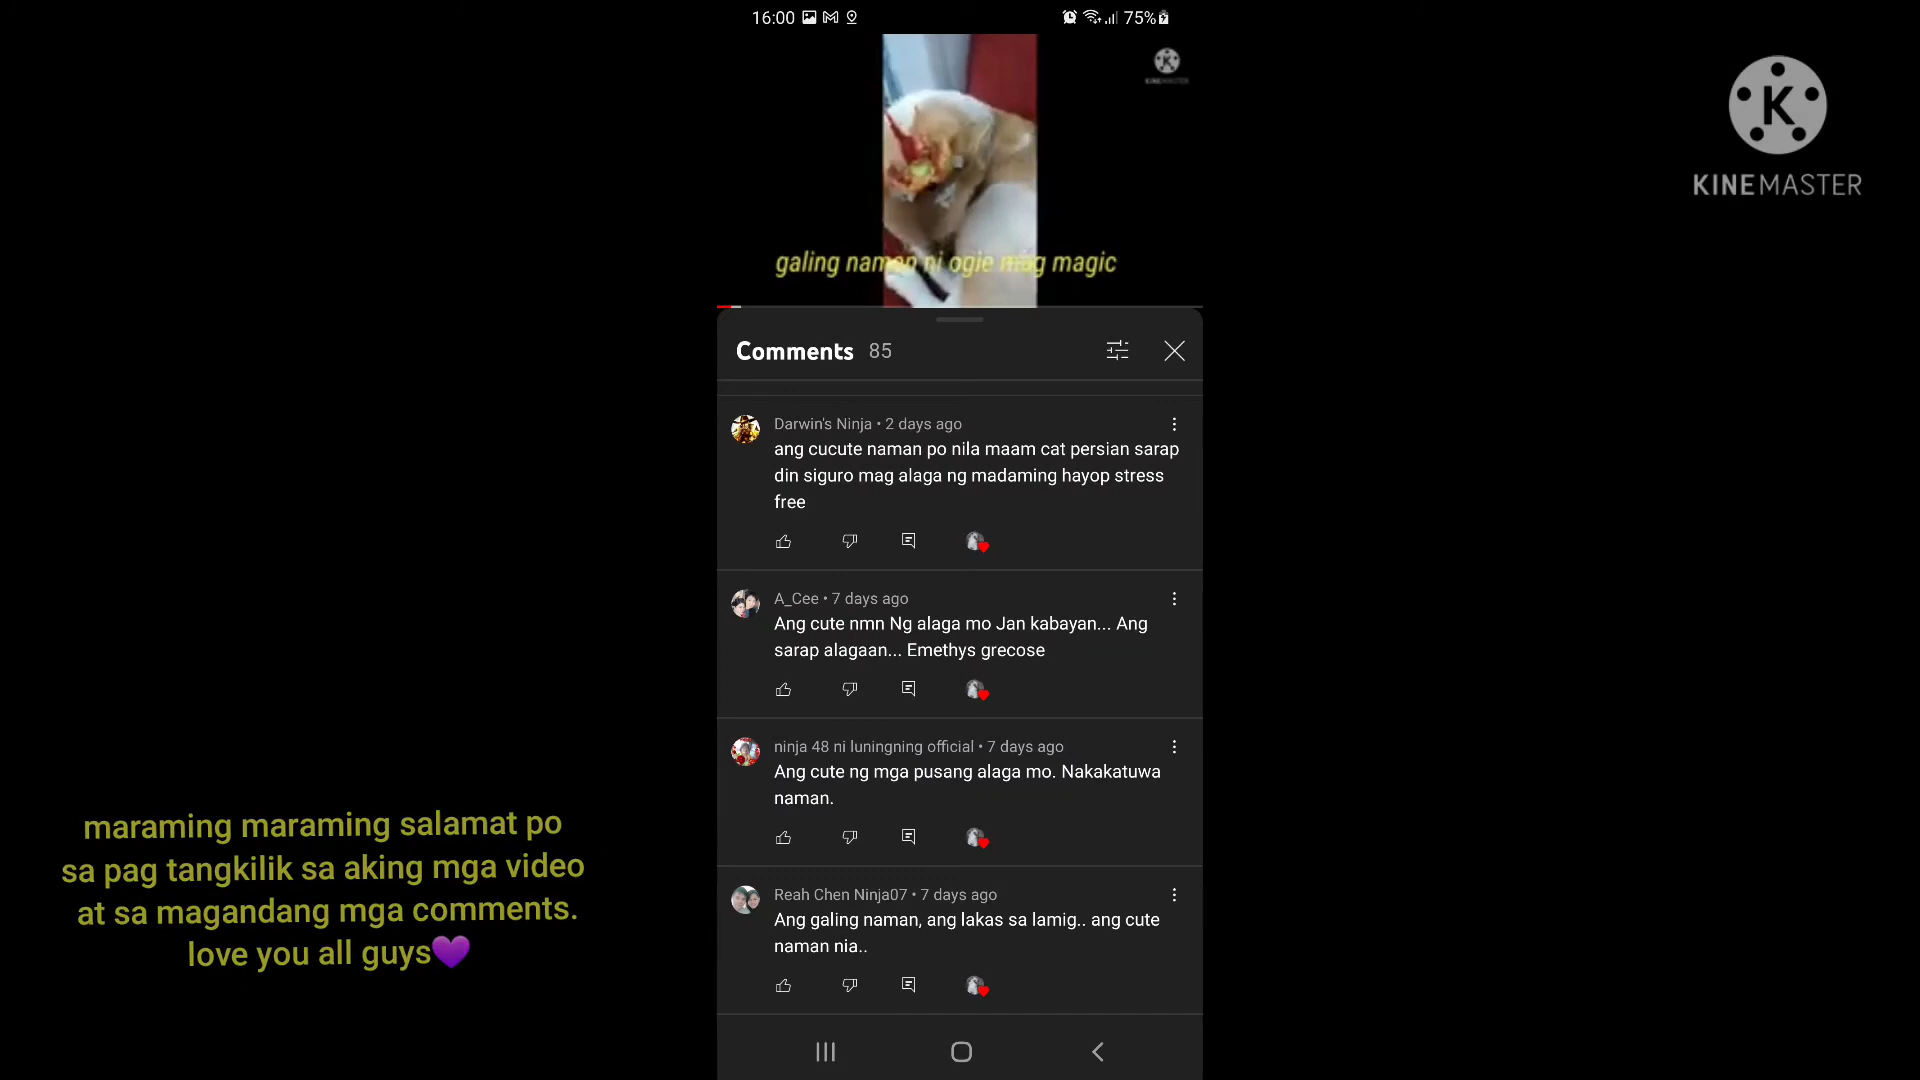 16:00
75%
KINEMASTER
galing naman ni ogie mag magic
Comments 85
Darwin's Ninja • 2 days ago
ang cucute naman po nila maam cat persian sarap
din siguro mag alaga ng madaming hayop stress
free
A_Cee • 7 days ago
Ang cute nmn Ng alaga mo Jan kabayan... Ang
sarap alagaan... Emethys grecose
ninja 48 ni luningning official • 7 days ago
Ang cute ng mga pusang alaga mo. Nakakatuwa
naman.
Reah Chen Ninja07 • 7 days ago
Ang galing naman, ang lakas sa lamig.. ang cute
naman nia..
maraming maraming salamat po
sa pag tangkilik sa aking mga video
at sa magandang mga comments.
love you all guys💜
K
KINEMASTER